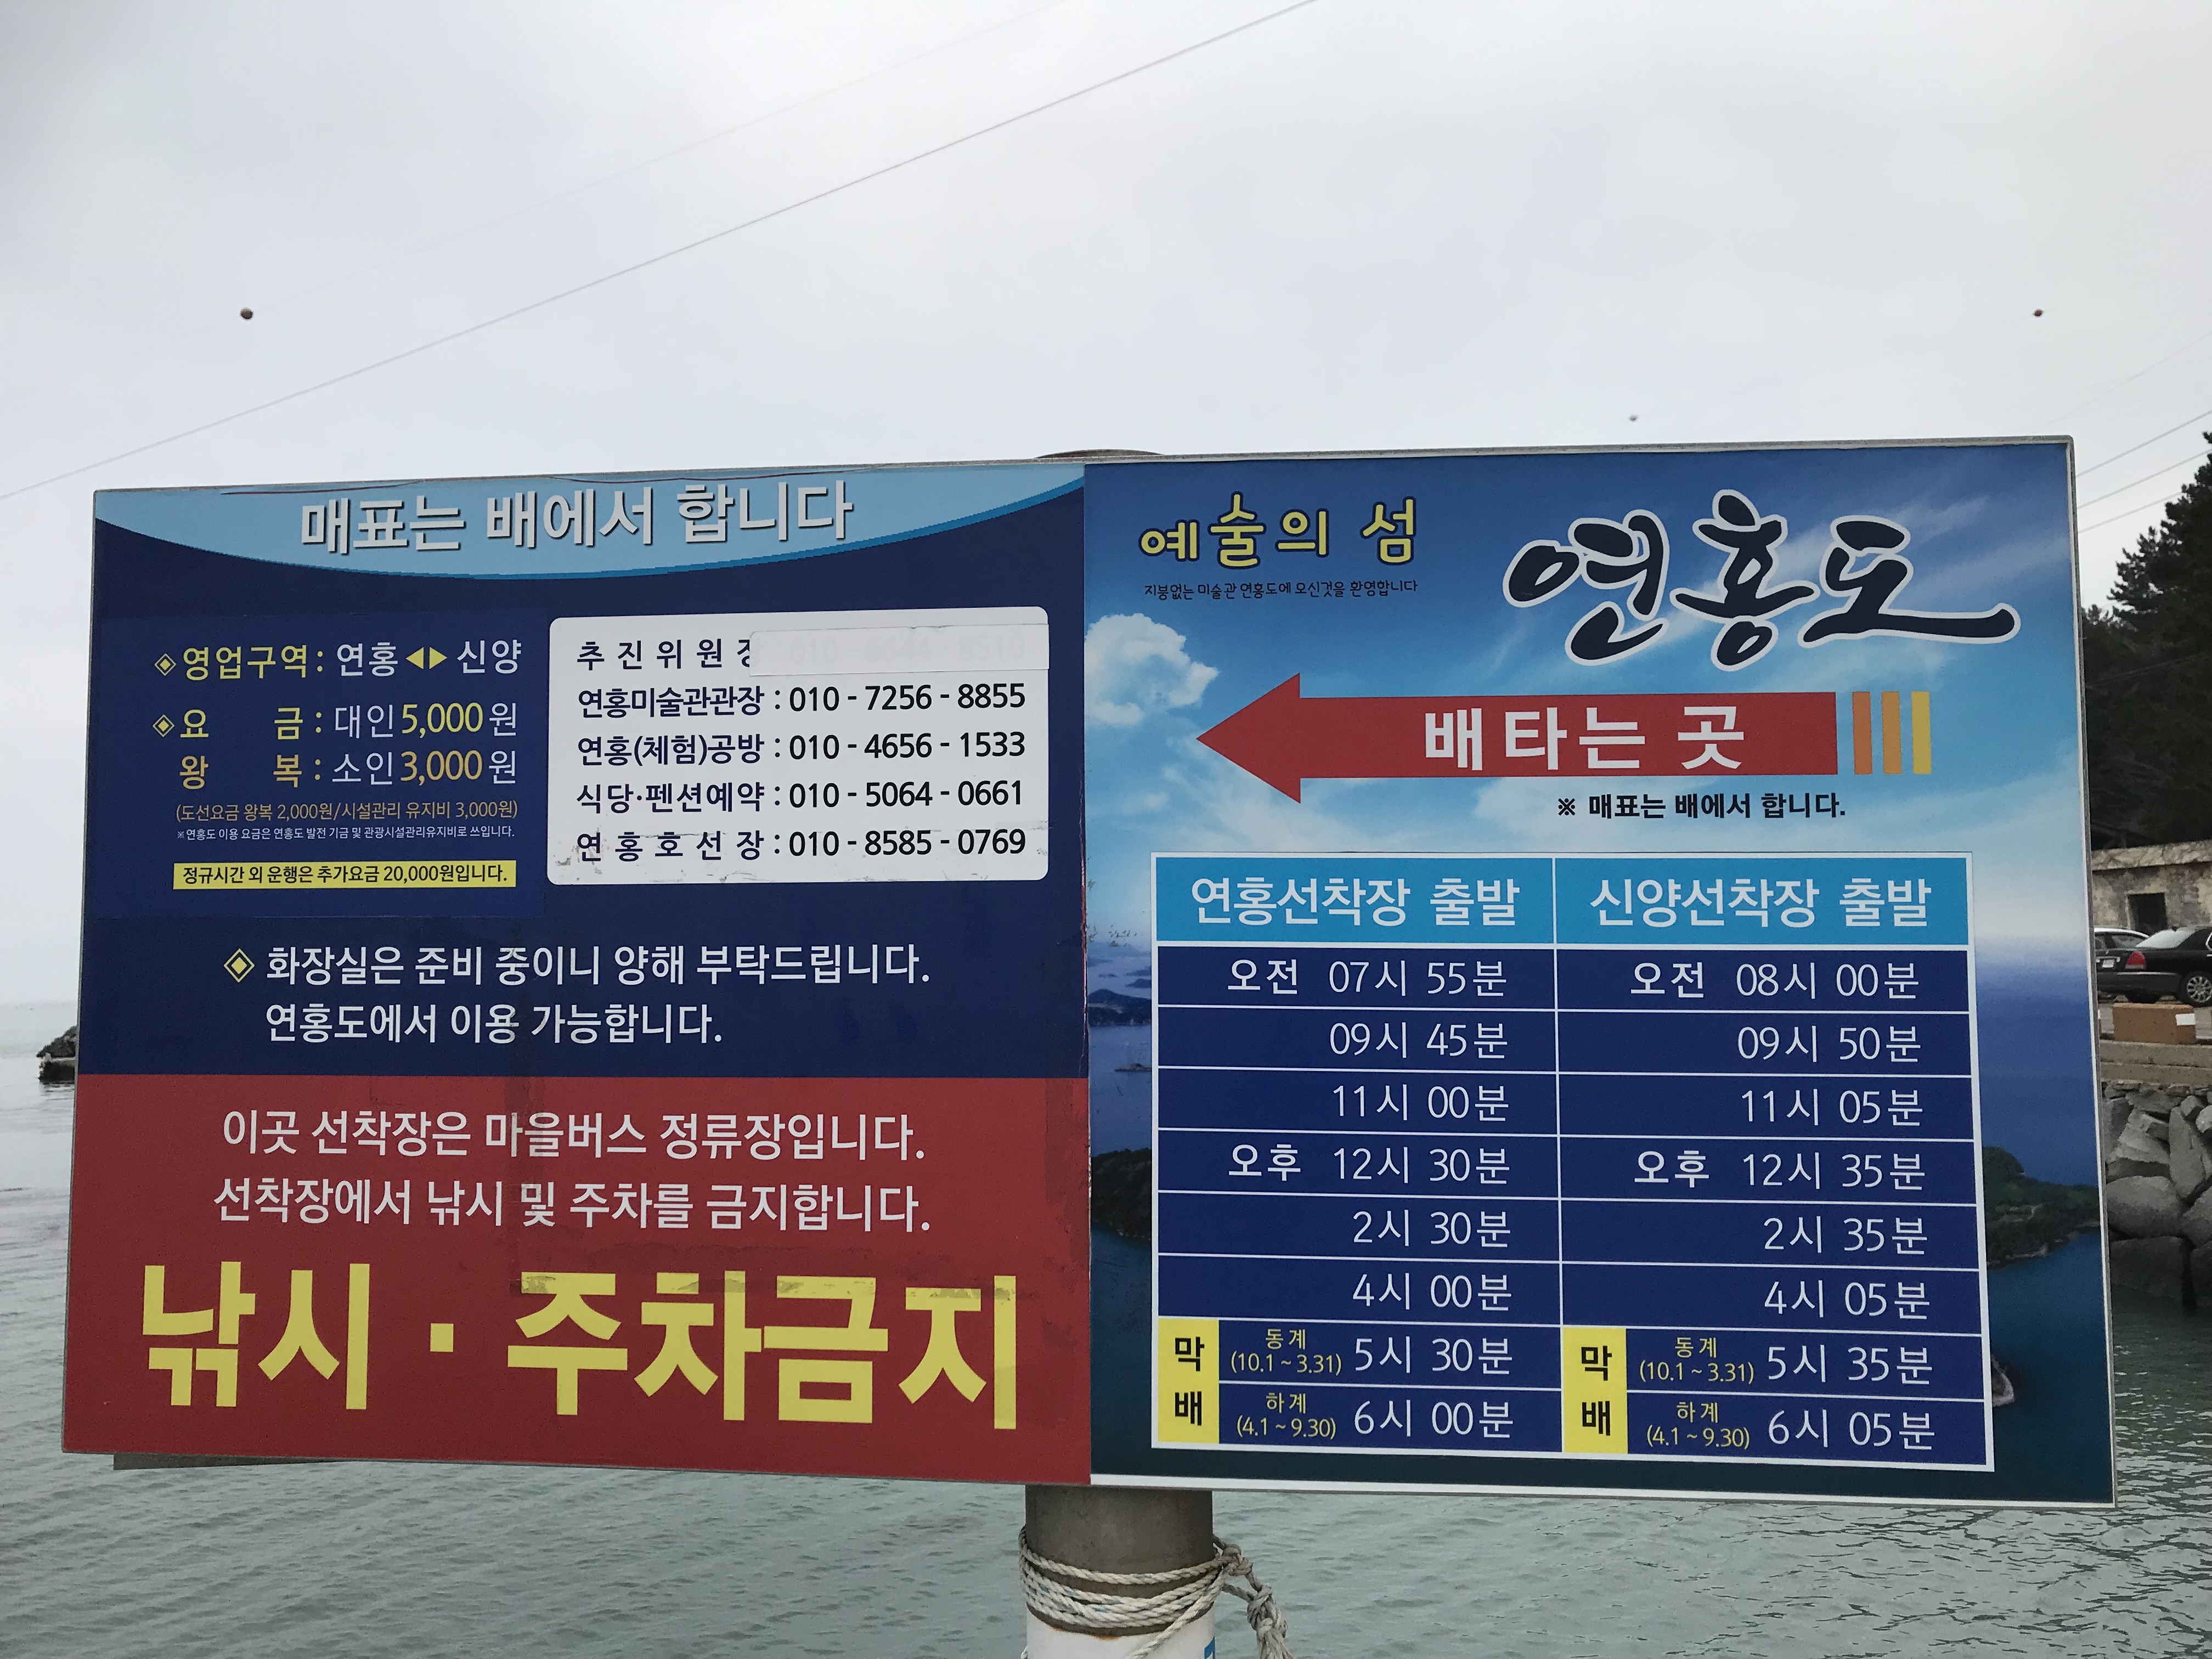 매표는 배에서 합니다
◈영업구역: 연홍◀▶신양
◈요 금: 대인5,000원
왕 복: 소인3,000원
(도선요금 왕복 2,000원/시설관리 유지비 3,000원)
※연홍도 이용 요금은 연홍도 발전 기금 및 관광시설관리유지비로 쓰입니다.
정규시간 외 운행은 추가요금 20,000원입니다.
추 진 위 원 장
연홍미술관관장 : 010 - 7256 - 8855
연홍(체험)공방 : 010 - 4656 - 1533
식당·펜션예약 : 010 - 5064 - 0661
연 홍 호 선 장 : 010 - 8585 - 0769
◈ 화장실은 준비 중이니 양해 부탁드립니다.
연홍도에서 이용 가능합니다.
이곳 선착장은 마을버스 정류장입니다.
선착장에서 낚시 및 주차를 금지합니다.
낚시 · 주차금지
예술의 섬
지붕없는 미술관 연홍도에 오신것을 환영합니다
연홍도
배타는 곳
※ 매표는 배에서 합니다.
연홍선착장 출발 신양선착장 출발
오전 07시 55분 오전 08시 00분
09시 45분 09시 50분
11시 00분 11시 05분
오후 12시 30분 오후 12시 35분
2시 30분 2시 35분
4시 00분 4시 05분
막배 동계 (10.1 ~ 3.31) 5시 30분 막배 동계 (10.1 ~ 3.31) 5시 35분
하계 (4.1 ~ 9.30) 6시 00분 하계 (4.1 ~ 9.30) 6시 05분